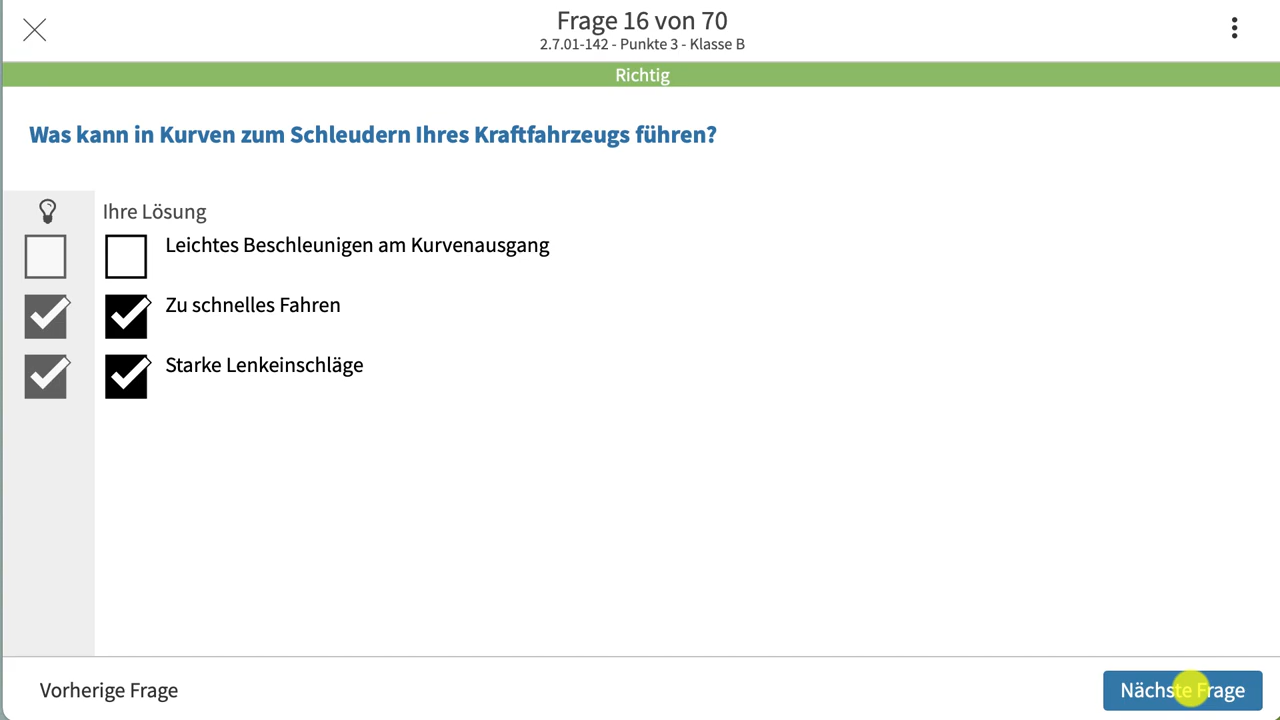 Frage 16 von 70
2.7.01-142 - Punkte 3 - Klasse B
Richtig
Was kann in Kurven zum Schleudern Ihres Kraftfahrzeugs führen?
Ihre Lösung
Leichtes Beschleunigen am Kurvenausgang
Zu schnelles Fahren
Starke Lenkeinschläge
Vorherige Frage
Nächste Frage